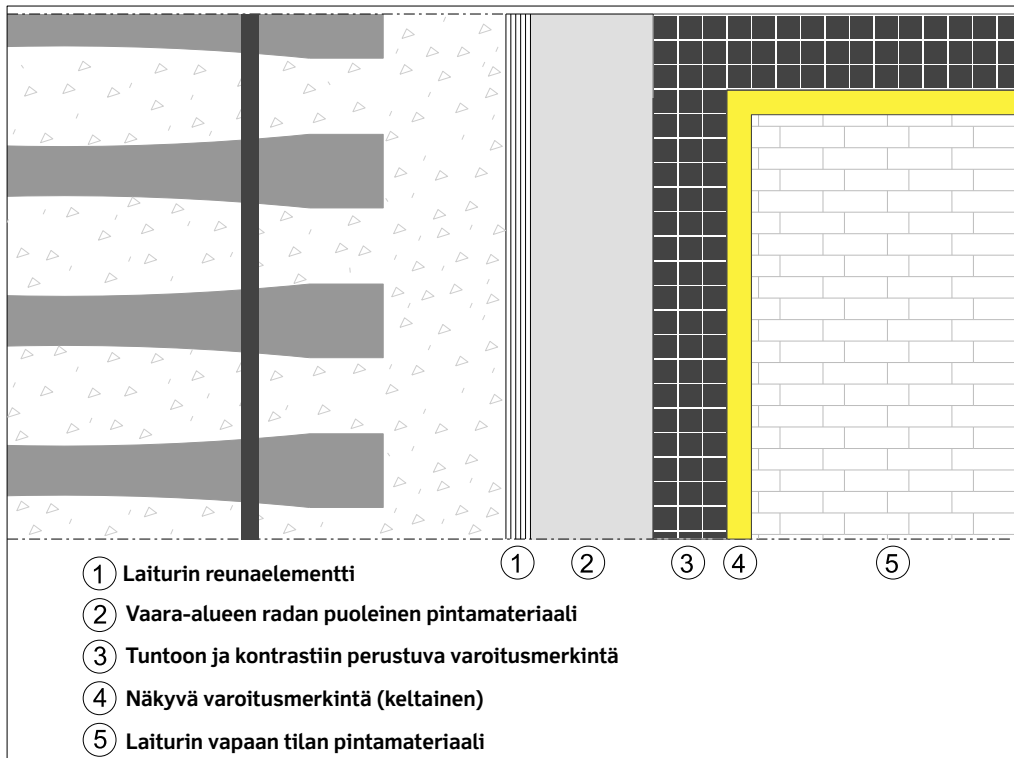 1 2 3 4 5
1 Laiturin reunaelementti
2 Vaara-alueen radan puoleinen pintamateriaali
3 Tuntoon ja kontrastiin perustuva varoitusmerkintä
4 Näkyvä varoitusmerkintä (keltainen)
5 Laiturin vapaan tilan pintamateriaali